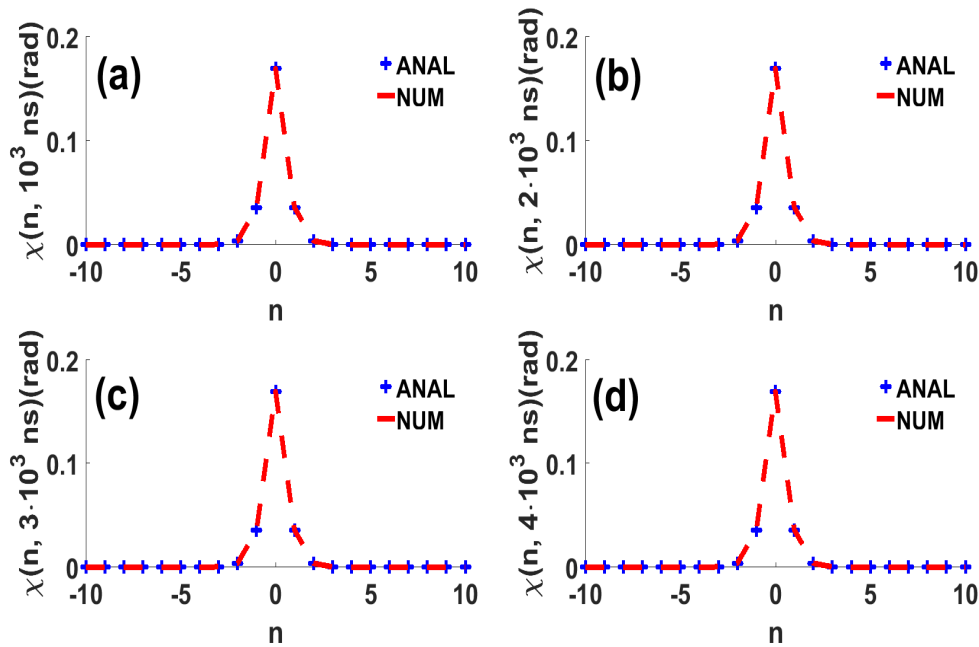 χ(n, 10³ ns)(rad)
0.2
0.1
0
(a)
ANAL
NUM
-10 -5 0 5 10
n
χ(n, 2·10³ ns)(rad)
0.2
0.1
0
(b)
ANAL
NUM
-10 -5 0 5 10
n
χ(n, 3·10³ ns)(rad)
0.2
0.1
0
(c)
ANAL
NUM
-10 -5 0 5 10
n
χ(n, 4·10³ ns)(rad)
0.2
0.1
0
(d)
ANAL
NUM
-10 -5 0 5 10
n